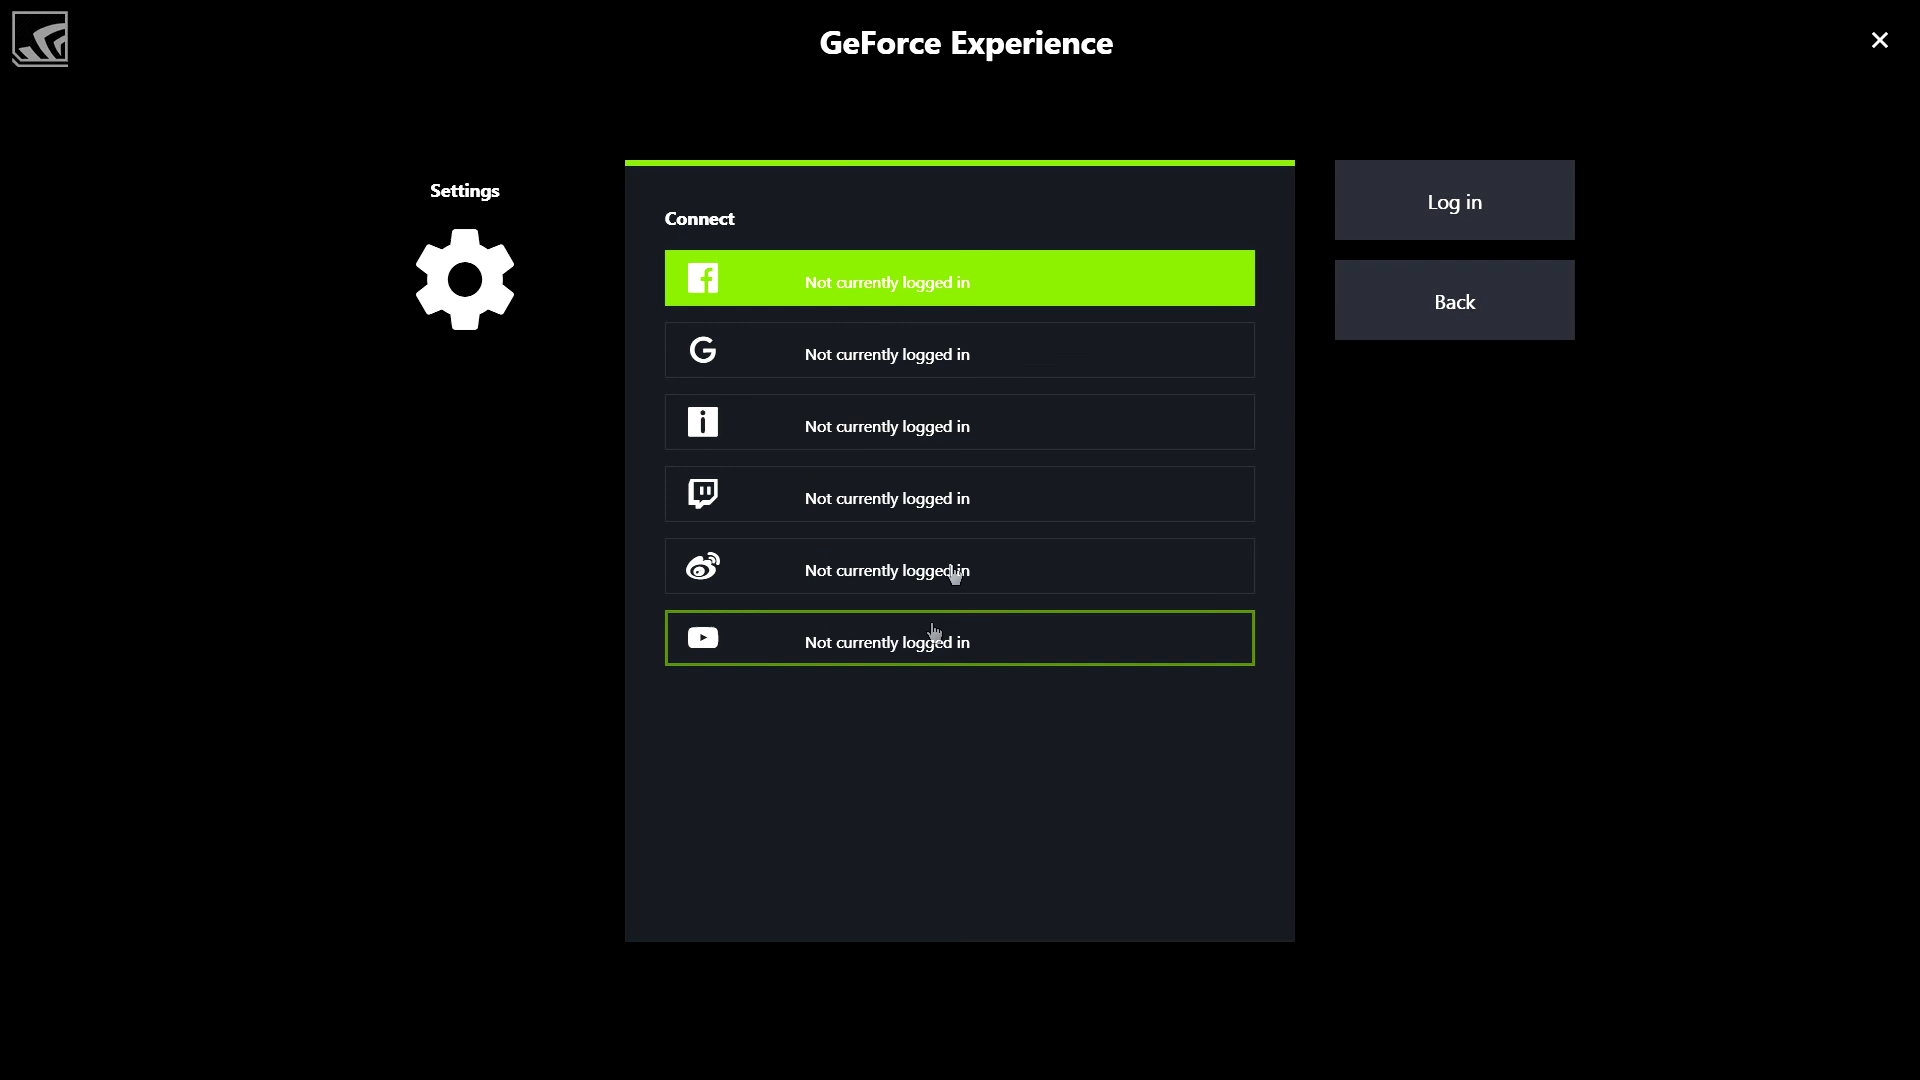 GeForce Experience
Settings
Connect
Log in
Not currently logged in
Back
Not currently logged in
Not currently logged in
Not currently logged in
Not currently logged in
Not currently logged in